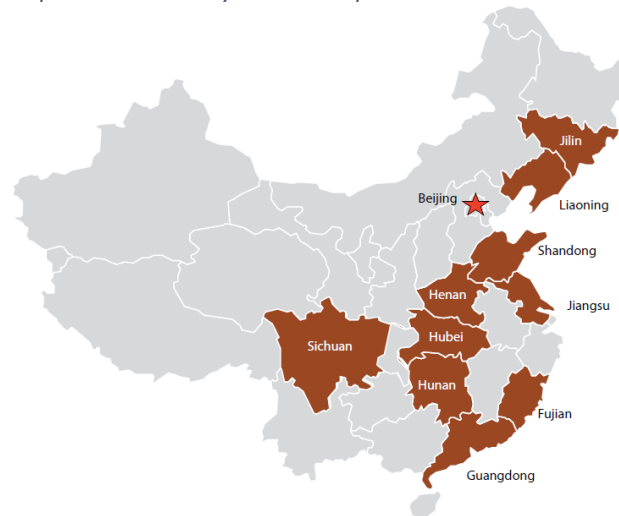 Jilin
Beijing
Liaoning
Shandong
Henan
Jiangsu
Sichuan
Hubei
Hunan
Fujian
Guangdong